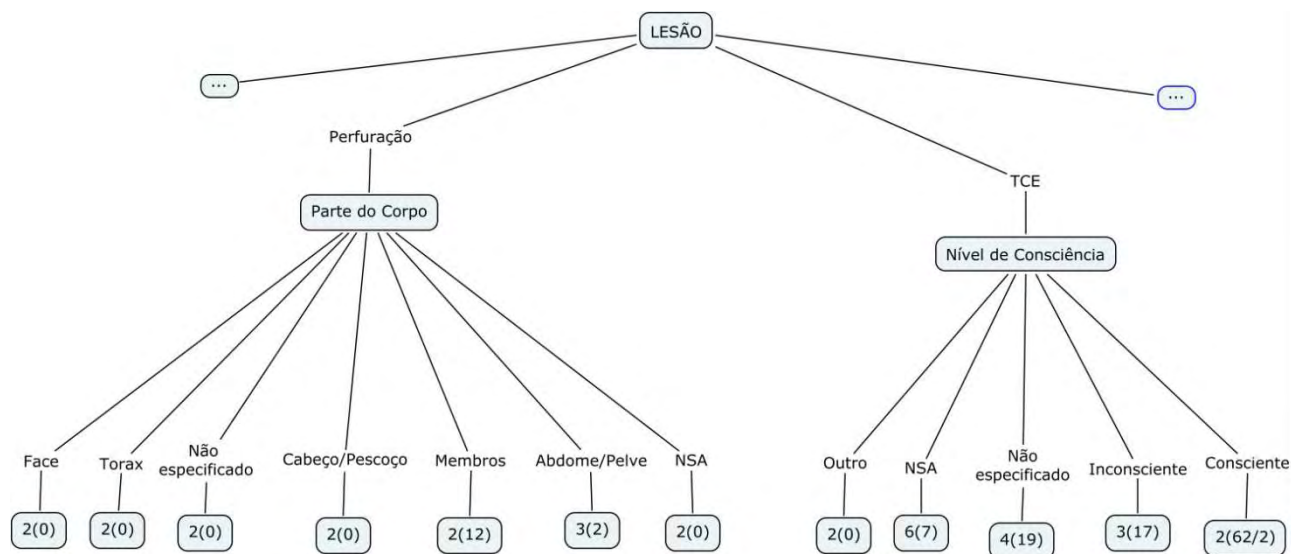 LESÃO
...
...
Perfuração
TCE
Parte do Corpo
Nível de Consciência
Face
Torax
Não
especificado
Cabeço/Pescoço
Membros
Abdome/Pelve
NSA
Outro
NSA
Não
especificado
Inconsciente
Consciente
2(0)
2(0)
2(0)
2(0)
2(12)
3(2)
2(0)
2(0)
6(7)
4(19)
3(17)
2(62/2)